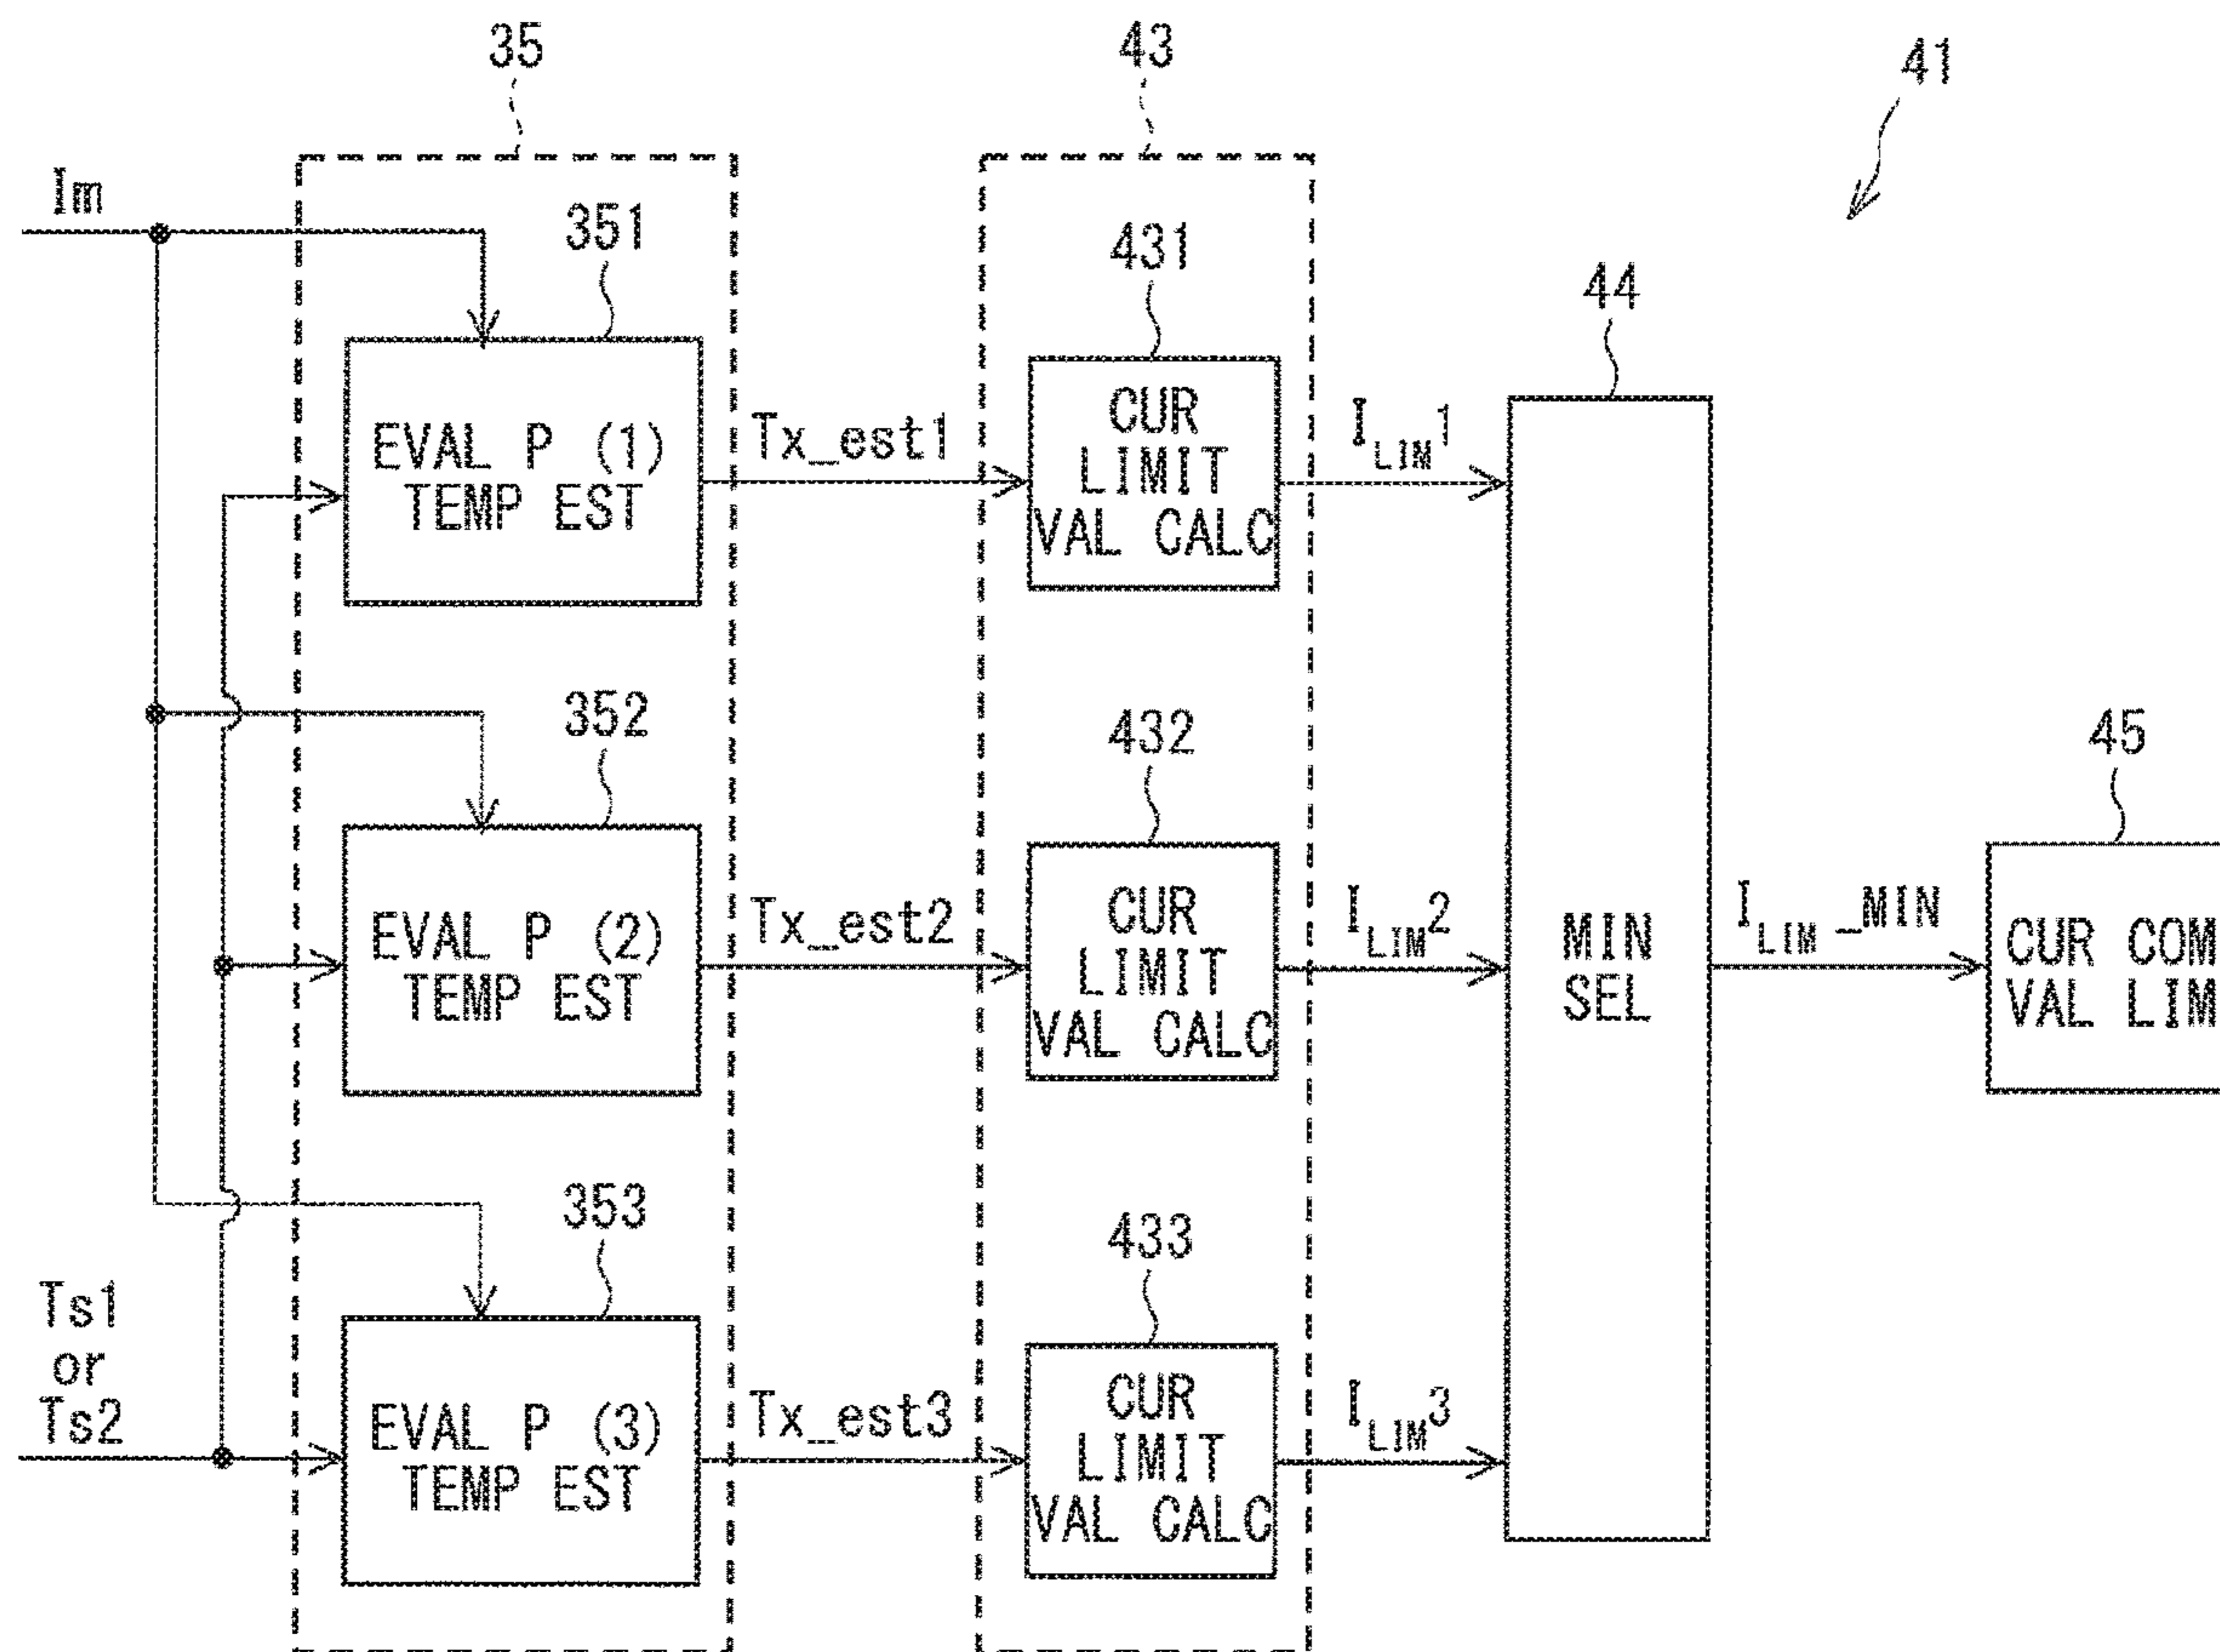 35
43
41
Im
351
431
44
EVAL P (1)
TEMP EST
Tx_est1
CUR
LIMIT
VAL CALC
ILIM1
352
432
45
EVAL P (2)
TEMP EST
Tx_est2
CUR
LIMIT
VAL CALC
ILIM2
MIN
SEL
ILIM_MIN
CUR COM
VAL LIM
353
433
Ts1
or
Ts2
EVAL P (3)
TEMP EST
Tx_est3
CUR
LIMIT
VAL CALC
ILIM3